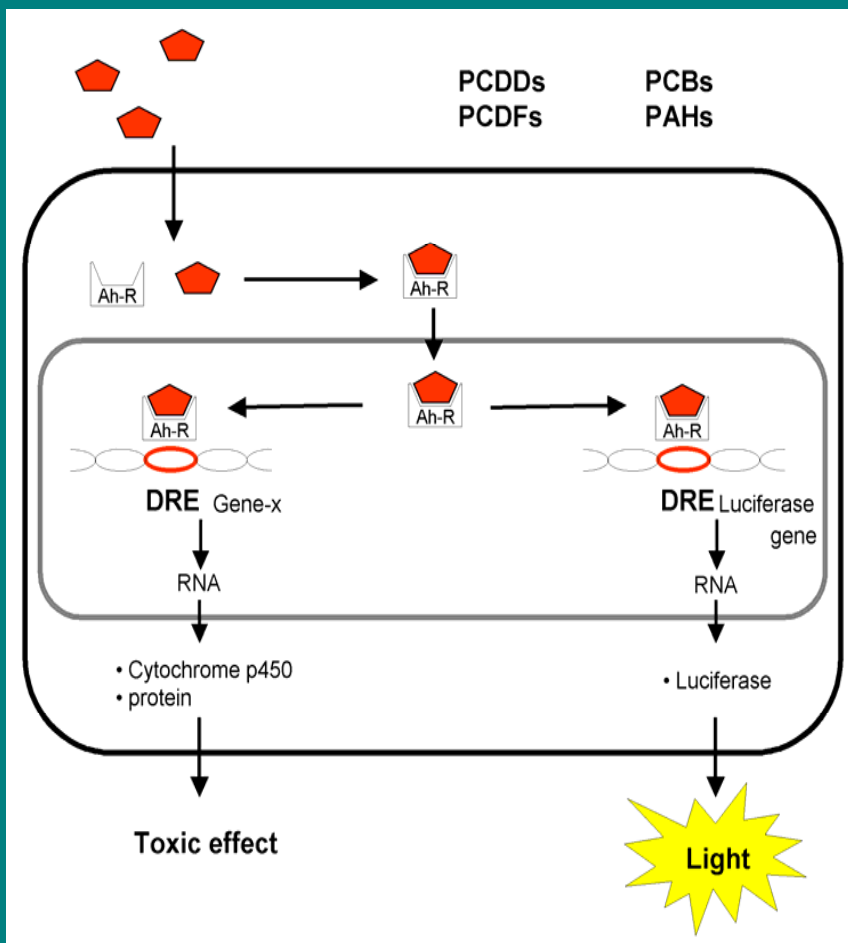 PCDDs PCBs
PCDFs PAHs
Ah-R
Ah-R
Ah-R
Ah-R
Ah-R
DRE Gene-x
DRE Luciferase
gene
RNA
RNA
• Cytochrome p450
• protein
• Luciferase
Toxic effect
Light